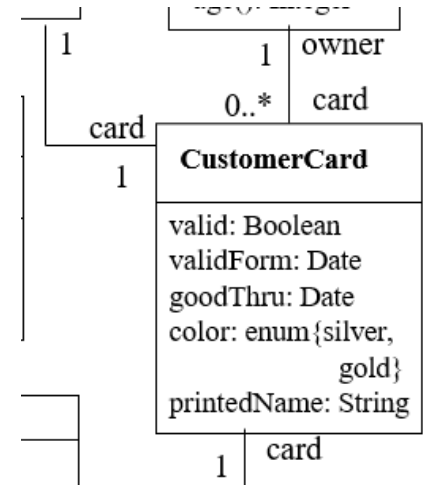 1
1
owner
0..*
card
card
1
CustomerCard
valid: Boolean
validForm: Date
goodThru: Date
color: enum{silver,
gold}
printedName: String
card
1